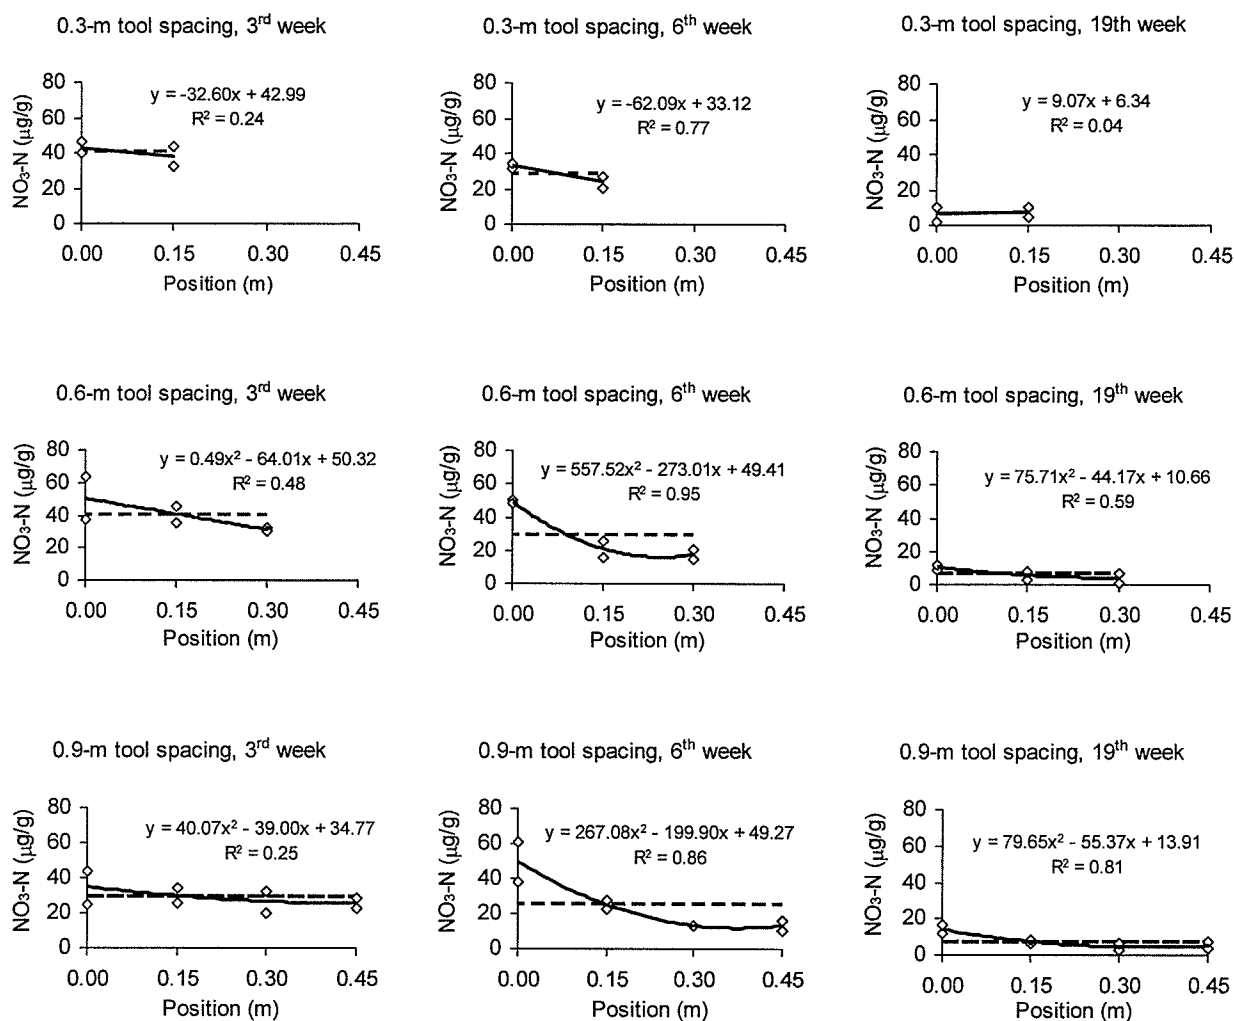 0.3-m tool spacing, 3rd week
80
60
40
20
0
NO3-N (µg/g)
y = -32.60x + 42.99
R² = 0.24
0.00 0.15 0.30 0.45
Position (m)
0.3-m tool spacing, 6th week
80
60
40
20
0
NO3-N (µg/g)
y = -62.09x + 33.12
R² = 0.77
0.00 0.15 0.30 0.45
Position (m)
0.3-m tool spacing, 19th week
80
60
40
20
0
NO3-N (µg/g)
y = 9.07x + 6.34
R² = 0.04
0.00 0.15 0.30 0.45
Position (m)
0.6-m tool spacing, 3rd week
80
60
40
20
0
NO3-N (µg/g)
y = 0.49x² - 64.01x + 50.32
R² = 0.48
0.00 0.15 0.30 0.45
Position (m)
0.6-m tool spacing, 6th week
80
60
40
20
0
NO3-N (µg/g)
y = 557.52x² - 273.01x + 49.41
R² = 0.95
0.00 0.15 0.30 0.45
Position (m)
0.6-m tool spacing, 19th week
80
60
40
20
0
NO3-N (µg/g)
y = 75.71x² - 44.17x + 10.66
R² = 0.59
0.00 0.15 0.30 0.45
Position (m)
0.9-m tool spacing, 3rd week
80
60
40
20
0
NO3-N (µg/g)
y = 40.07x² - 39.00x + 34.77
R² = 0.25
0.00 0.15 0.30 0.45
Position (m)
0.9-m tool spacing, 6th week
80
60
40
20
0
NO3-N (µg/g)
y = 267.08x² - 199.90x + 49.27
R² = 0.86
0.00 0.15 0.30 0.45
Position (m)
0.9-m tool spacing, 19th week
80
60
40
20
0
NO3-N (µg/g)
y = 79.65x² - 55.37x + 13.91
R² = 0.81
0.00 0.15 0.30 0.45
Position (m)